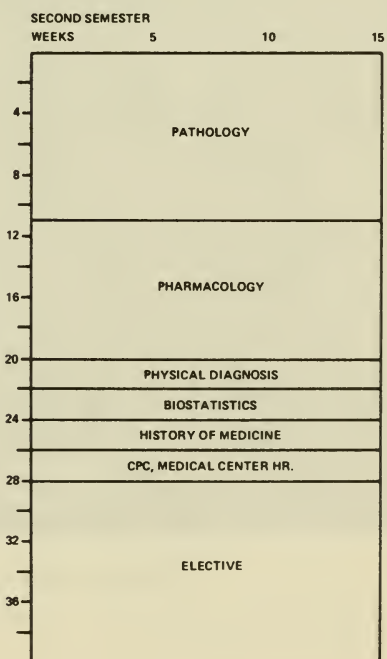 SECOND SEMESTER
WEEKS 5 10 15
4
PATHOLOGY
8
12
PHARMACOLOGY
16
20
PHYSICAL DIAGNOSIS
BIOSTATISTICS
24
HISTORY OF MEDICINE
CPC, MEDICAL CENTER HR.
28
32
ELECTIVE
36